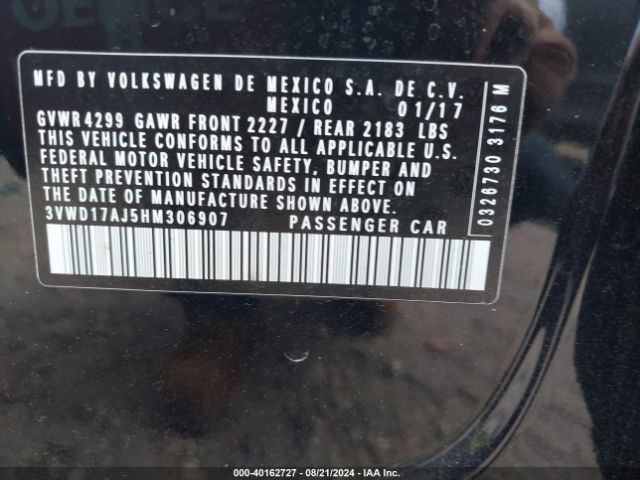 MFD BY VOLKSWAGEN DE MEXICO S.A. DE C.V.
MEXICO 01/17
GVWR 4299 GAWR FRONT 2227 / REAR 2183 LBS
THIS VEHICLE CONFORMS TO ALL APPLICABLE U.S.
FEDERAL MOTOR VEHICLE SAFETY, BUMPER AND
THEFT PREVENTION STANDARDS IN EFFECT ON
THE DATE OF MANUFACTURE SHOWN ABOVE
3VWD17AJ5HM306907 PASSENGER CAR
0326730 3176 M
000-40162727 - 08/21/2024 - IAA Inc.